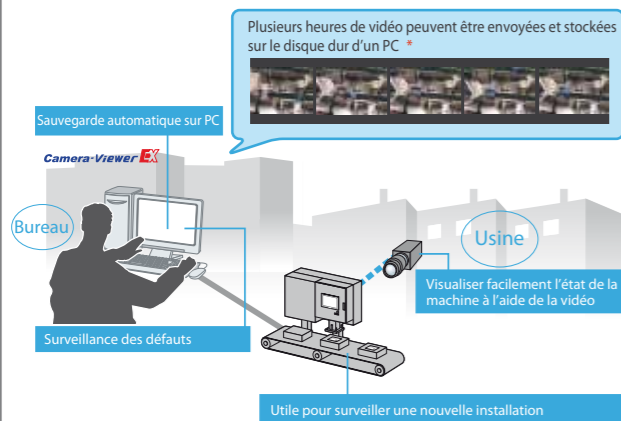 Plusieurs heures de vidéo peuvent être envoyées et stockées
sur le disque dur d'un PC *
Sauvegarde automatique sur PC
Camera-Viewer EX
Bureau
Usine
Visualiser facilement l'état de la
machine à l'aide de la vidéo
Surveillance des défauts
Utile pour surveiller une nouvelle installation